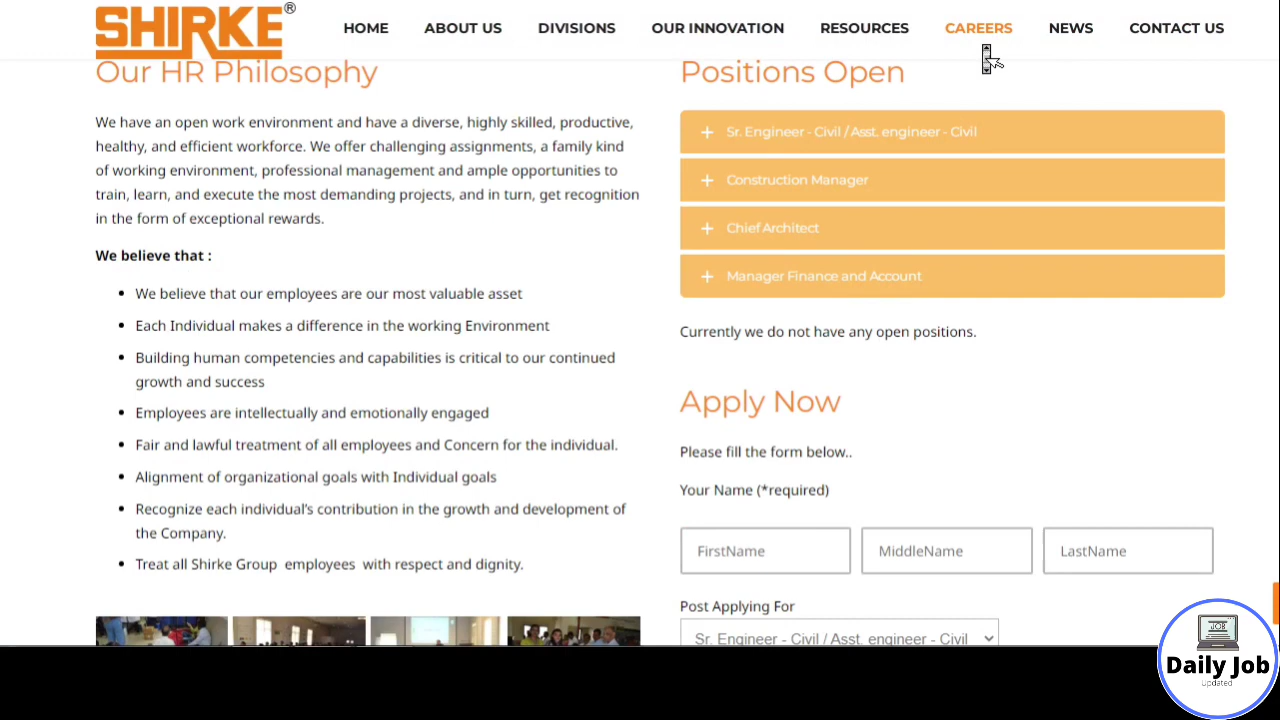 SHIRKE®
HOME ABOUT US DIVISIONS OUR INNOVATION RESOURCES CAREERS NEWS CONTACT US
Our HR Philosophy
We have an open work environment and have a diverse, highly skilled, productive,
healthy, and efficient workforce. We offer challenging assignments, a family kind
of working environment, professional management and ample opportunities to
train, learn, and execute the most demanding projects, and in turn, get recognition
in the form of exceptional rewards.
We believe that :
• We believe that our employees are our most valuable asset
• Each Individual makes a difference in the working Environment
• Building human competencies and capabilities is critical to our continued
growth and success
• Employees are intellectually and emotionally engaged
• Fair and lawful treatment of all employees and Concern for the individual.
• Alignment of organizational goals with Individual goals
• Recognize each individual's contribution in the growth and development of
the Company.
• Treat all Shirke Group employees with respect and dignity.
Positions Open
+ Sr. Engineer - Civil / Asst. engineer - Civil
+ Construction Manager
+ Chief Architect
+ Manager Finance and Account
Currently we do not have any open positions.
Apply Now
Please fill the form below..
Your Name (*required)
FirstName MiddleName LastName
Post Applying For
Sr. Engineer - Civil / Asst. engineer - Civil
JOB
Daily Job
Updated